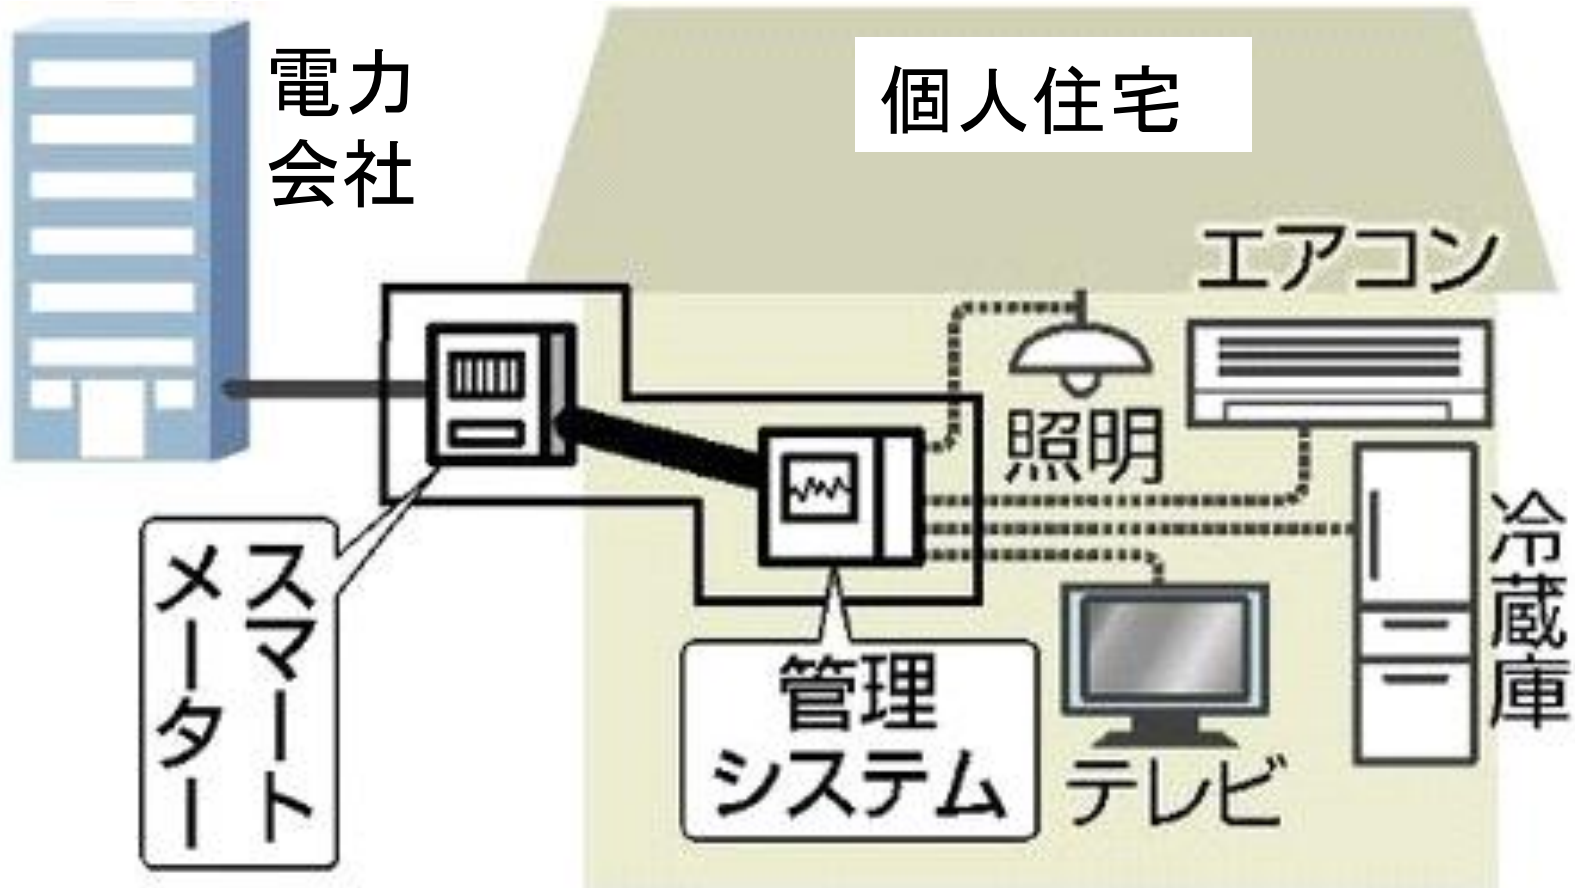 電力
会社
個人住宅
エアコン
照明
冷蔵庫
スマート
メーター
管理
システム
テレビ